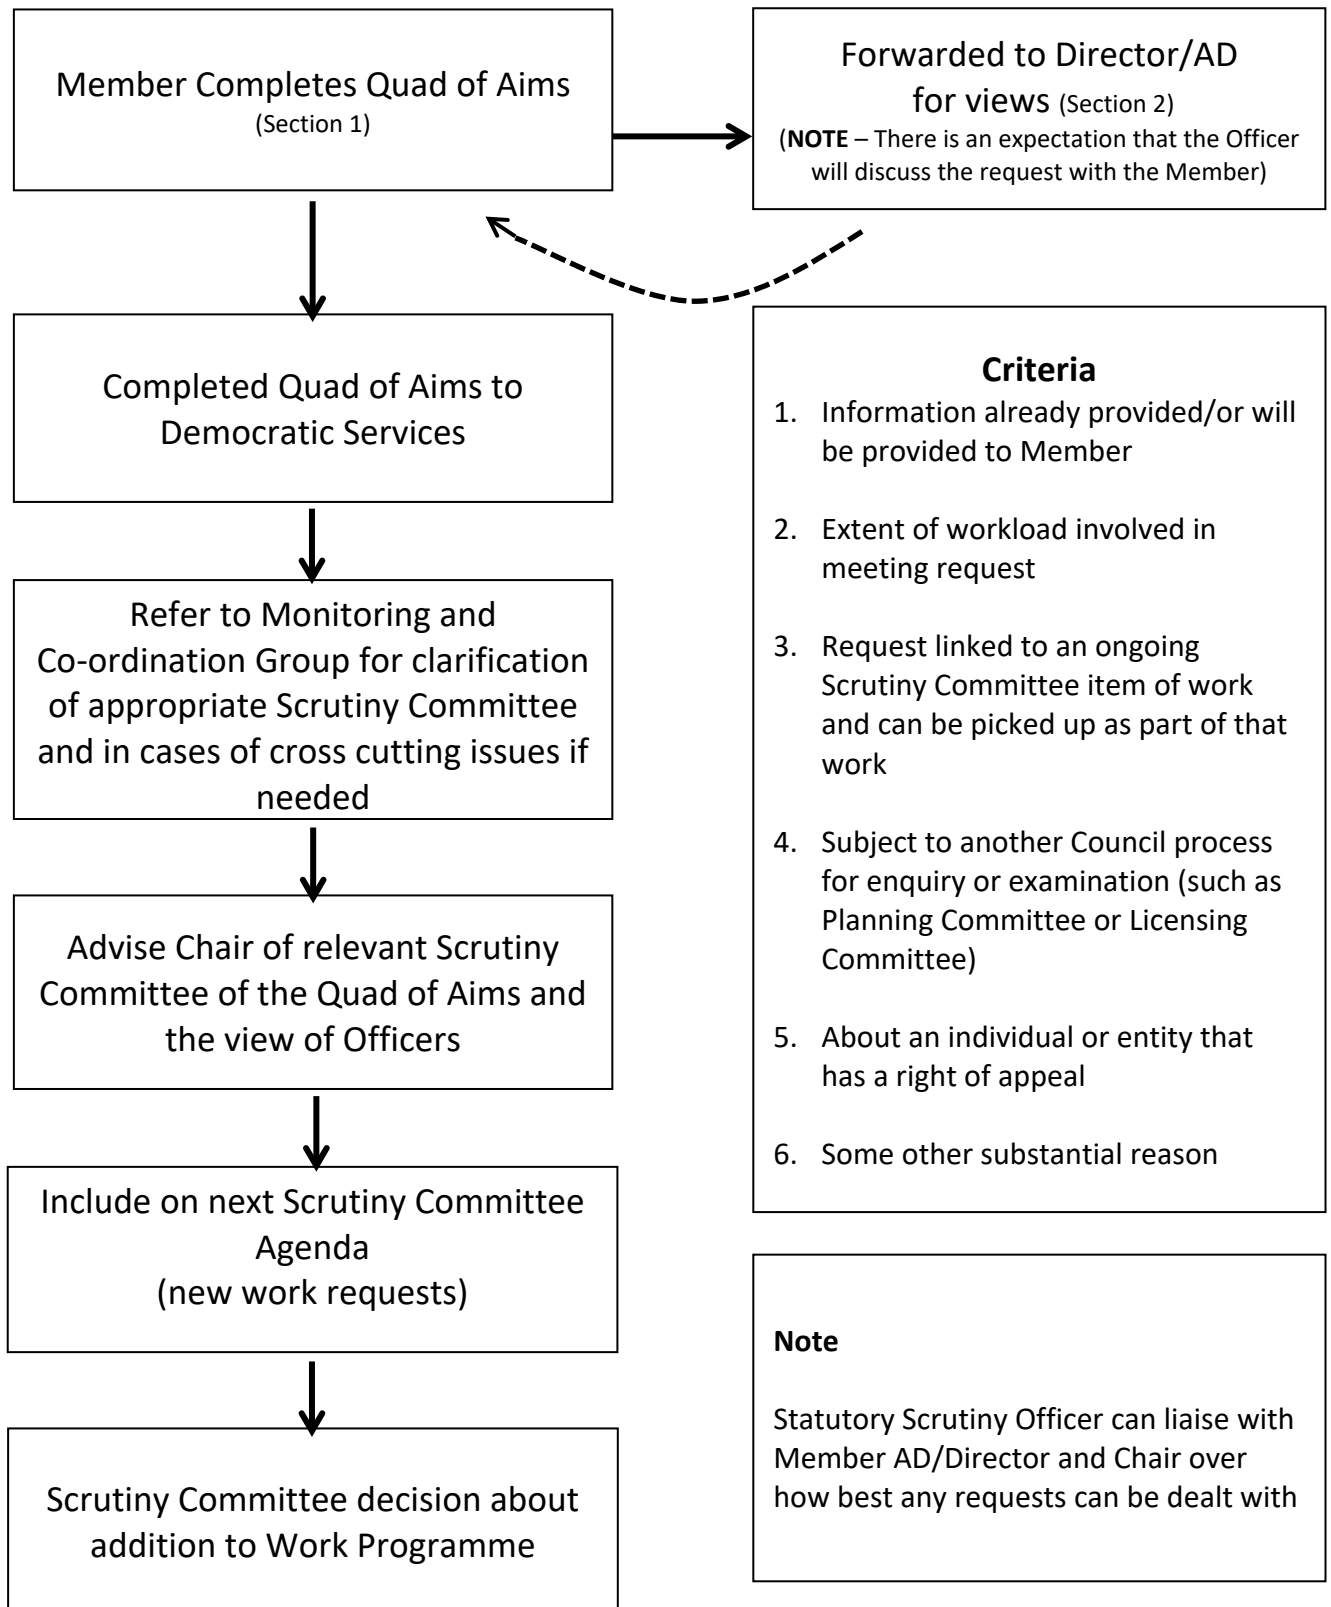 Member Completes Quad of Aims
(Section 1)
Forwarded to Director/AD
for views (Section 2)
(NOTE – There is an expectation that the Officer
will discuss the request with the Member)
Completed Quad of Aims to
Democratic Services
Refer to Monitoring and
Co-ordination Group for clarification
of appropriate Scrutiny Committee
and in cases of cross cutting issues if
needed
Advise Chair of relevant Scrutiny
Committee of the Quad of Aims and
the view of Officers
Include on next Scrutiny Committee
Agenda
(new work requests)
Scrutiny Committee decision about
addition to Work Programme
Criteria
1. Information already provided/or will
be provided to Member
2. Extent of workload involved in
meeting request
3. Request linked to an ongoing
Scrutiny Committee item of work
and can be picked up as part of that
work
4. Subject to another Council process
for enquiry or examination (such as
Planning Committee or Licensing
Committee)
5. About an individual or entity that
has a right of appeal
6. Some other substantial reason
Note
Statutory Scrutiny Officer can liaise with
Member AD/Director and Chair over
how best any requests can be dealt with